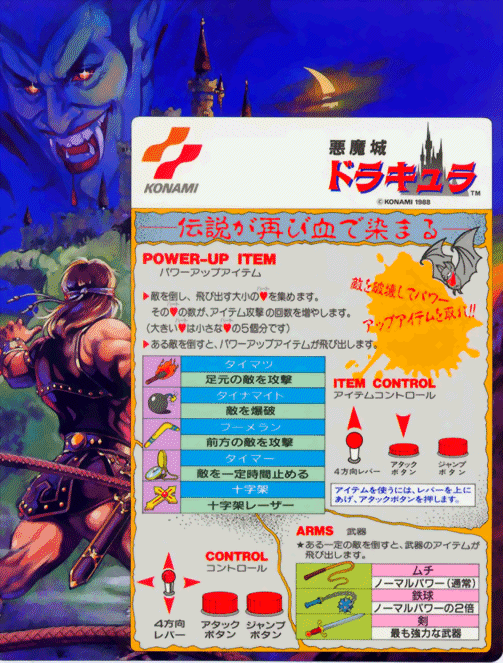 KONAMI
悪魔城
ドラキュラ™
©KONAMI 1988
伝説が再び血で染まる
POWER-UP ITEM
パワーアップアイテム
▶敵を倒し、飛び出す大小の♥を集めます。
ハート
その♥の数が、アイテム攻撃の回数を増やします。
ハート
(大きい♥は小さな♥の5個分です)
ハート ハート
▶ある敵を倒すと、パワーアップアイテムが飛び出します。
敵を破壊してパワー
アップアイテムを取れ!!
タイマツ
足元の敵を攻撃
タイナマイト
敵を爆破
ブーメラン
前方の敵を攻撃
タイマー
敵を一定時間止める
十字架
十字架レーザー
ITEM CONTROL
アイテムコントロール
4方向レバー
アタック
ボタン
ジャンプ
ボタン
アイテムを使うには、レバーを上に
あげ、アタックボタンを押します。
CONTROL
コントロール
4方向
レバー
アタック
ボタン
ジャンプ
ボタン
ARMS 武器
★ある一定の敵を倒すと、武器のアイテムが
飛び出します。
ムチ
ノーマルパワー(通常)
鉄球
ノーマルパワーの2倍
剣
最も強力な武器